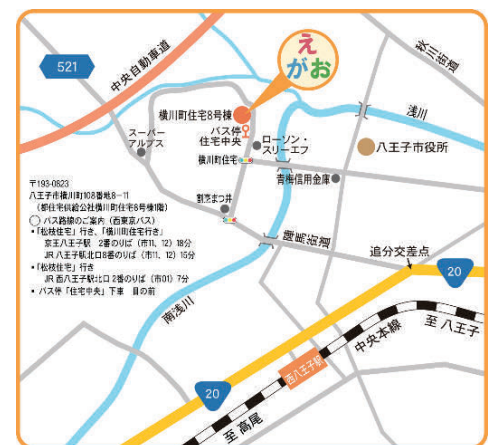 521
中央自動車道
え
がお
秋川街道
横川町住宅8号棟
バス停
住宅中央
スーパー
アルプス
ローソン・
スリーエフ
浅川
八王子市役所
横川町住宅
青梅信用金庫
〒193-0823
八王子市横川町108番地8-11
(都住宅供給公社横川町住宅8号棟1階)
バス路線のご案内(西東京バス)
・「松枝住宅」行き、「横川町住宅行き」
京王八王子駅 2番のりば(市11、12)18分
JR八王子駅北口8番のりば(市11、12)15分
・「松枝住宅」行き
JR西八王子駅北口2番のりば(市01)7分
・バス停「住宅中央」下車 目の前
割烹まつ井
陣馬街道
追分交差点
20
南浅川
中央本線
至八王子
西八王子駅
20
至高尾